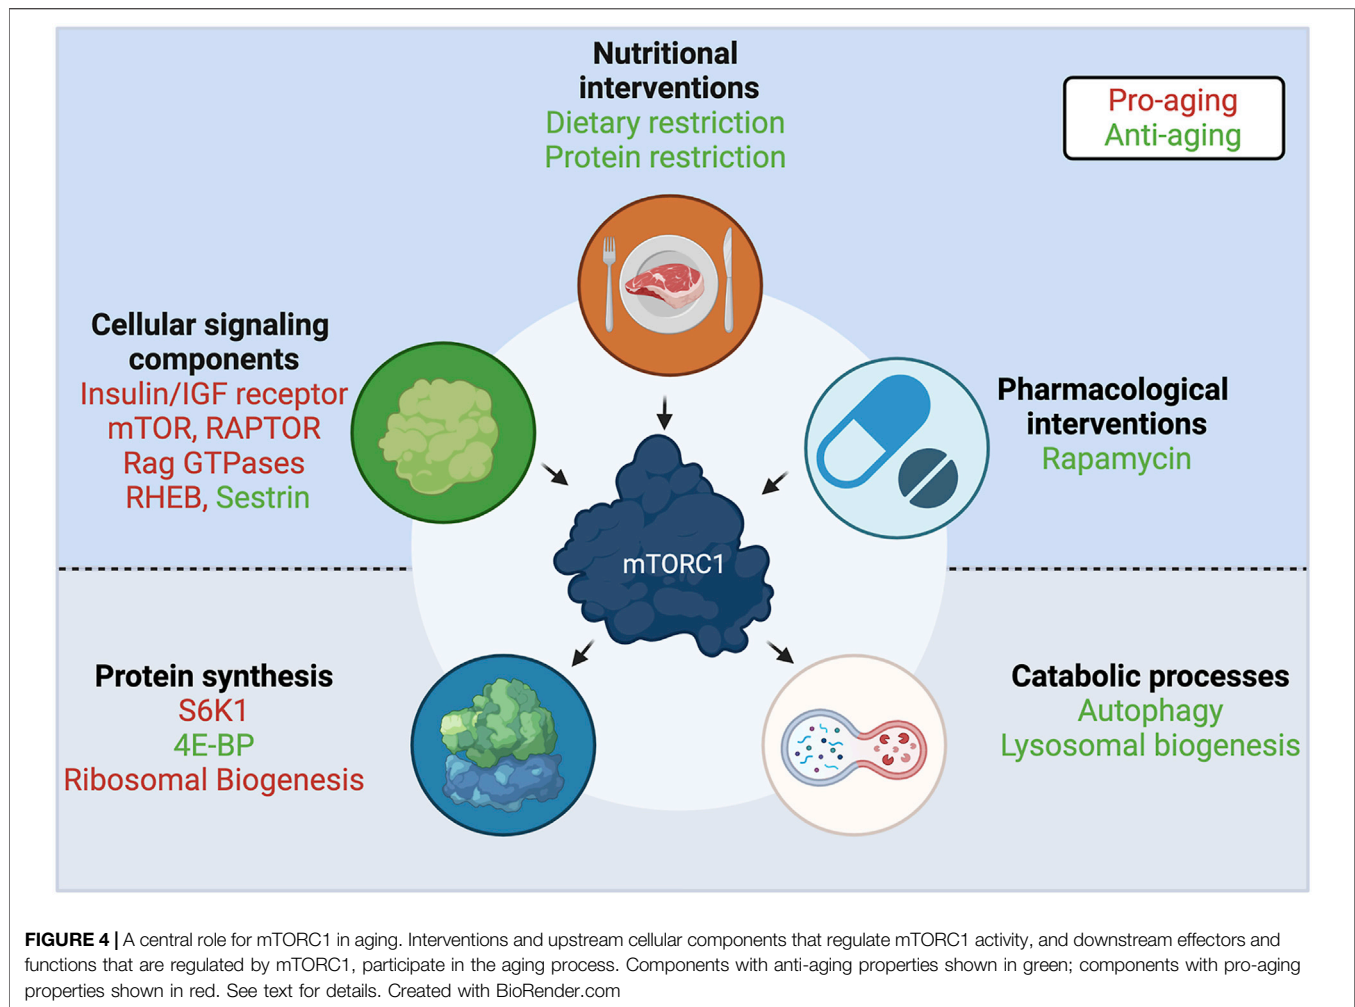 Nutritional
interventions
Dietary restriction
Protein restriction
Pro-aging
Anti-aging
Cellular signaling
components
Insulin/IGF receptor
mTOR, RAPTOR
Rag GTPases
RHEB, Sestrin
Pharmacological
interventions
Rapamycin
mTORC1
Protein synthesis
S6K1
4E-BP
Ribosomal Biogenesis
Catabolic processes
Autophagy
Lysosomal biogenesis
FIGURE 4 | A central role for mTORC1 in aging. Interventions and upstream cellular components that regulate mTORC1 activity, and downstream effectors and
functions that are regulated by mTORC1, participate in the aging process. Components with anti-aging properties shown in green; components with pro-aging
properties shown in red. See text for details. Created with BioRender.com